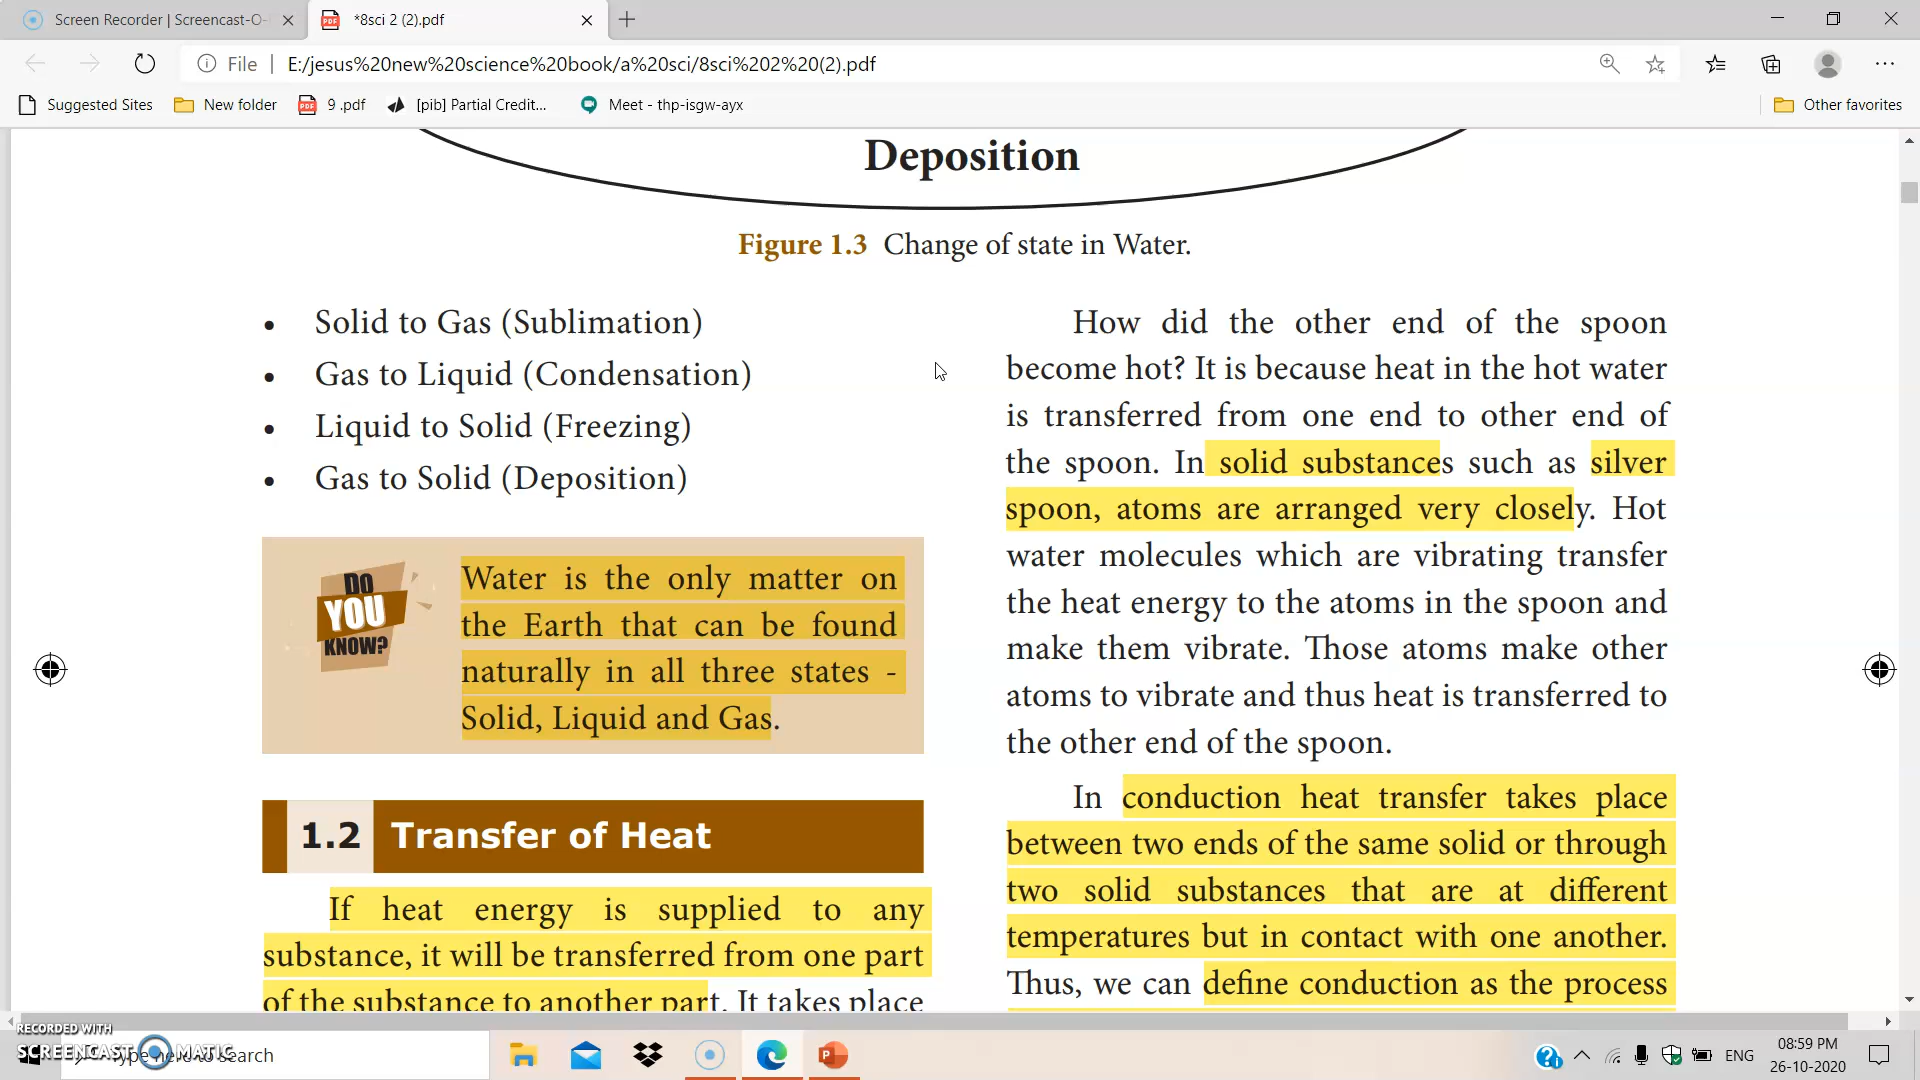 Screen Recorder | Screencast-O-
*8sci 2 (2).pdf
File
E:/jesus%20new%20science%20book/a%20sci/8sci%202%20(2).pdf
Suggested Sites
New folder
9 .pdf
[pib] Partial Credit...
Meet - thp-isgw-ayx
Other favorites
Deposition
Figure 1.3 Change of state in Water.
• Solid to Gas (Sublimation)
• Gas to Liquid (Condensation)
• Liquid to Solid (Freezing)
• Gas to Solid (Deposition)
DO
YOU
KNOW?
Water is the only matter on
the Earth that can be found
naturally in all three states -
Solid, Liquid and Gas.
1.2 Transfer of Heat
If heat energy is supplied to any
substance, it will be transferred from one part
of the substance to another part. It takes place
How did the other end of the spoon
become hot? It is because heat in the hot water
is transferred from one end to other end of
the spoon. In solid substances such as silver
spoon, atoms are arranged very closely. Hot
water molecules which are vibrating transfer
the heat energy to the atoms in the spoon and
make them vibrate. Those atoms make other
atoms to vibrate and thus heat is transferred to
the other end of the spoon.
In conduction heat transfer takes place
between two ends of the same solid or through
two solid substances that are at different
temperatures but in contact with one another.
Thus, we can define conduction as the process
RECORDED WITH
SCREENCAST MATIC
Type here to search
ENG
08:59 PM
26-10-2020